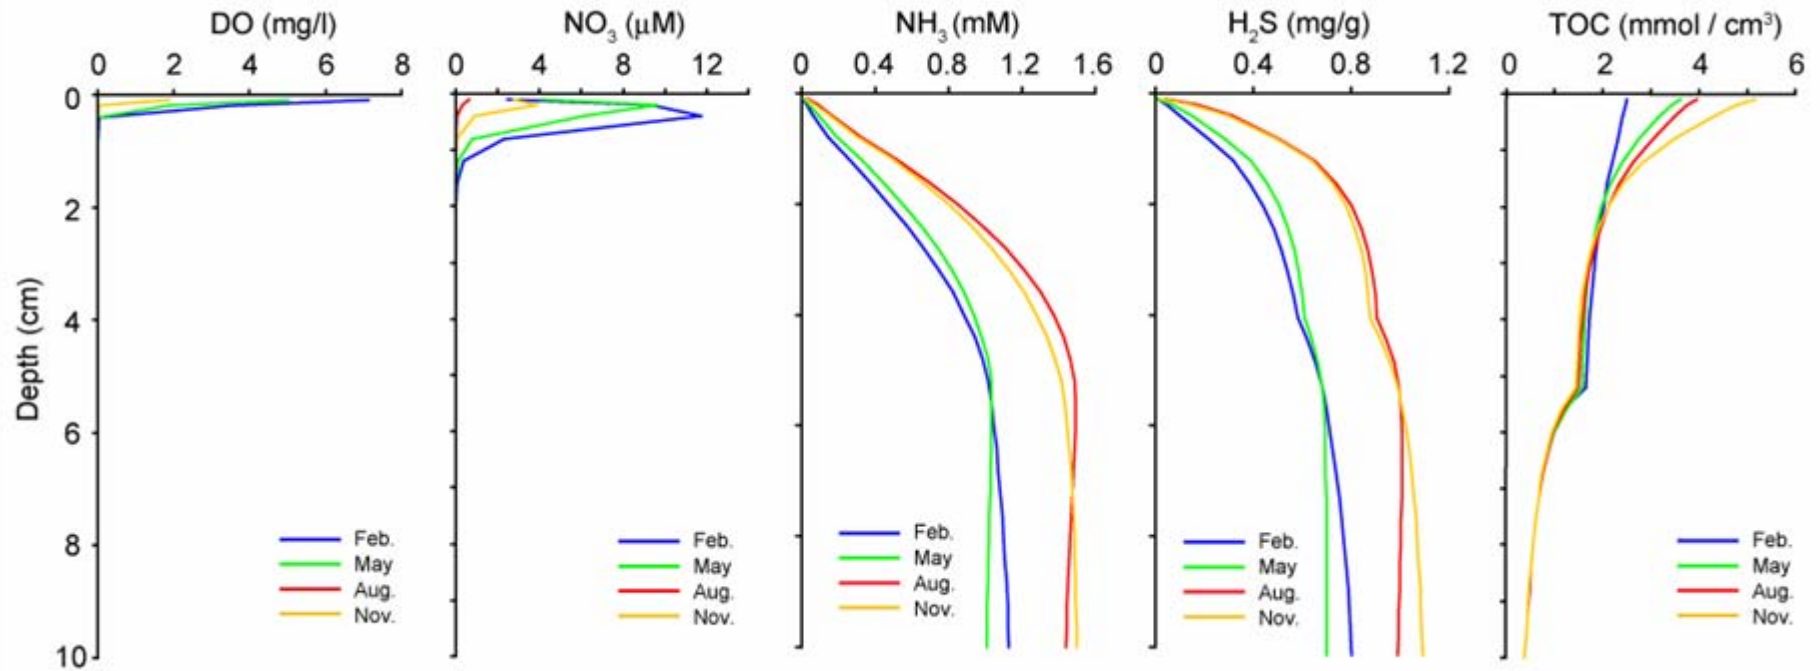 DO (mg/l)
0 2 4 6 8
NO3 (μM)
0 4 8 12
NH3 (mM)
0 0.4 0.8 1.2 1.6
H2S (mg/g)
0 0.4 0.8 1.2
TOC (mmol / cm³)
0 2 4 6
Depth (cm)
0
2
4
6
8
10
Feb.
May
Aug.
Nov.
Feb.
May
Aug.
Nov.
Feb.
May
Aug.
Nov.
Feb.
May
Aug.
Nov.
Feb.
May
Aug.
Nov.